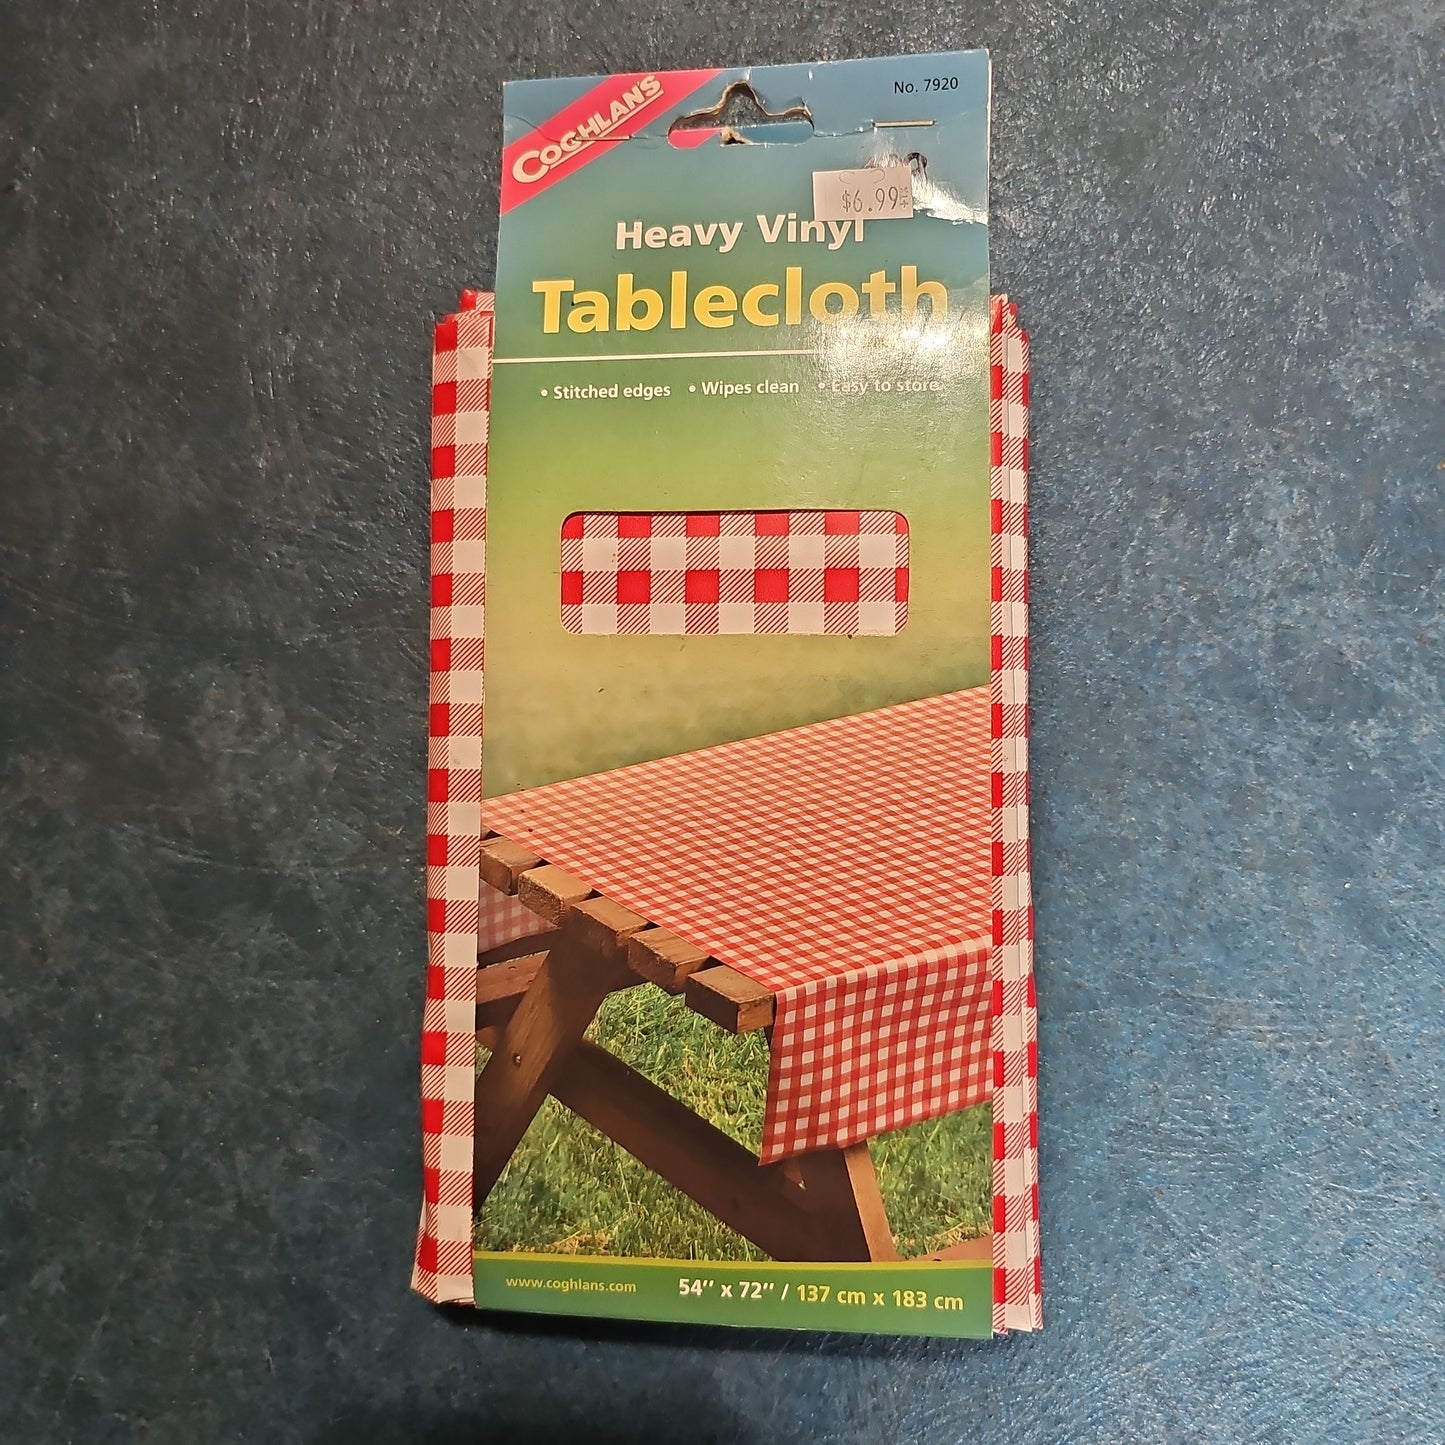 COGHLAN'S
No. 7920
$6.99
Heavy Vinyl
Tablecloth
• Stitched edges • Wipes clean • Easy to store
www.coghlans.com
54" x 72" / 137 cm x 183 cm